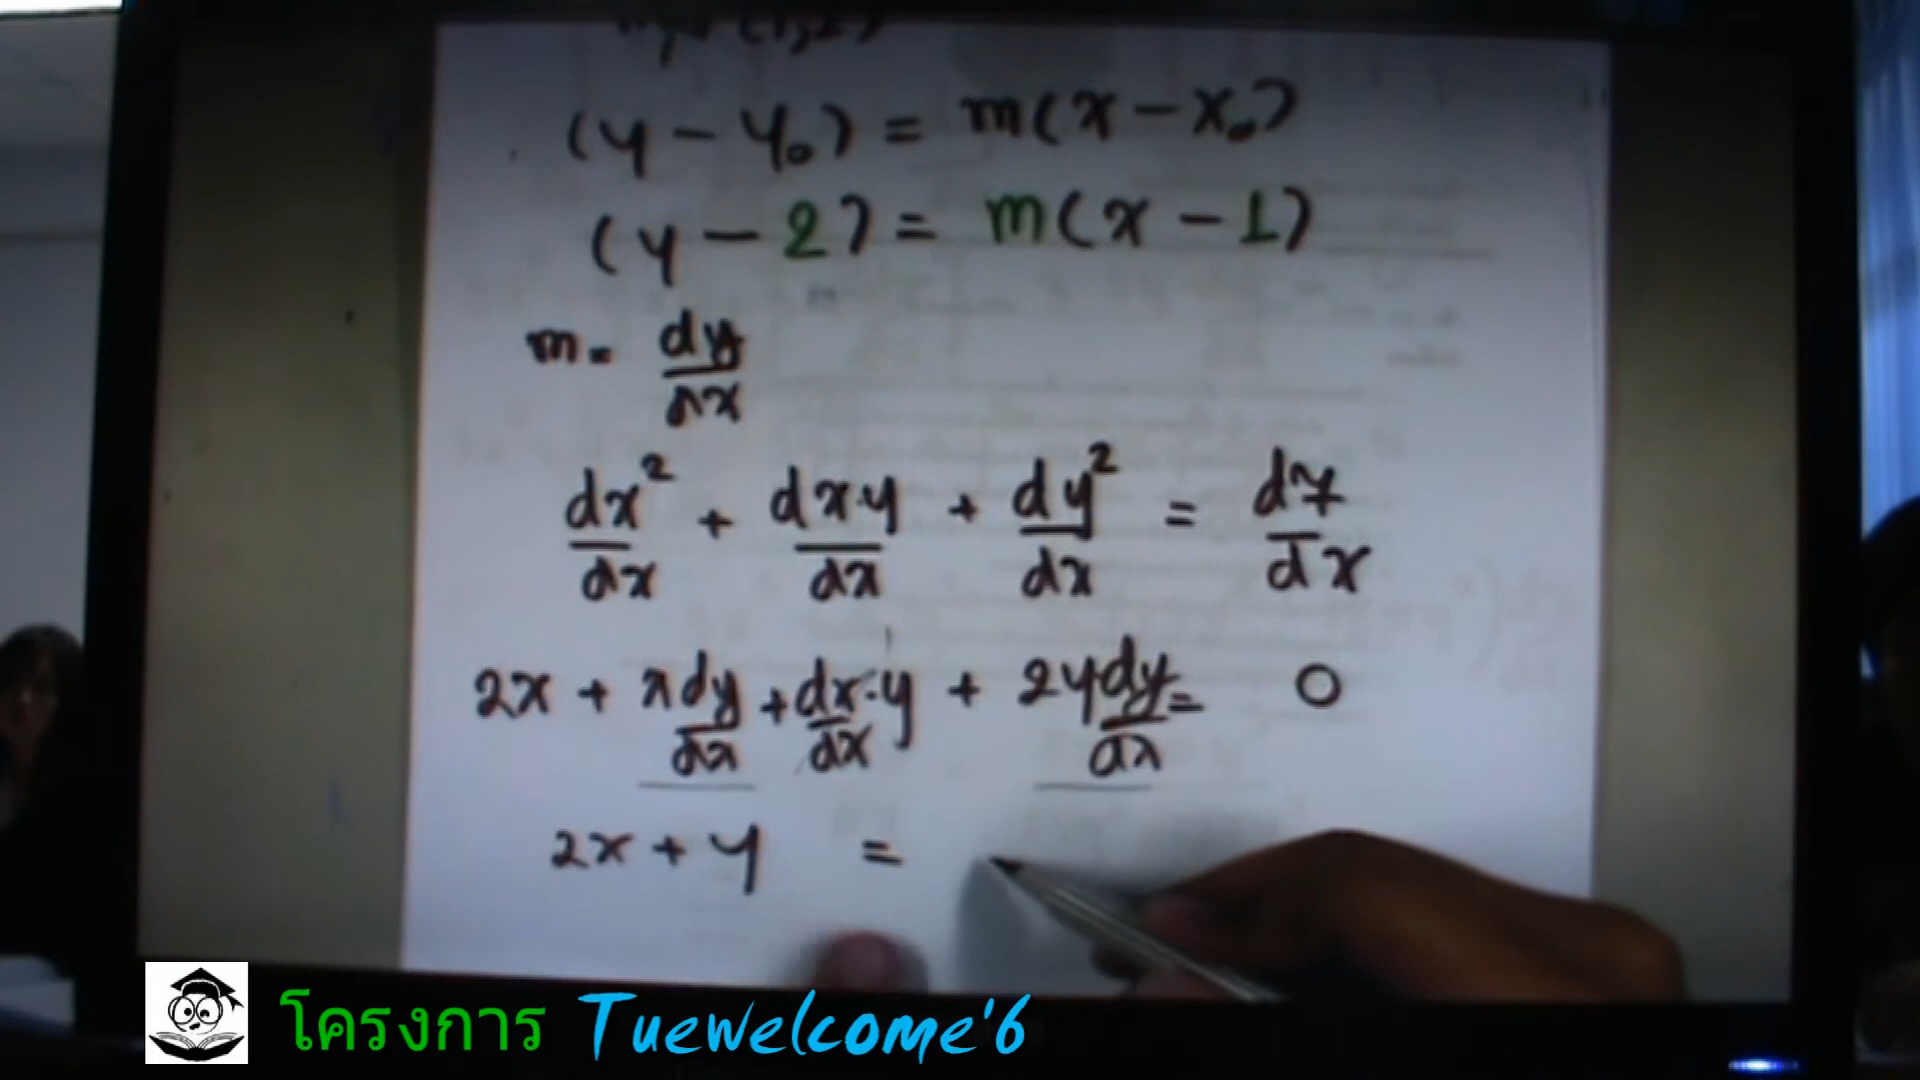 (y - y₀) = m(x - x₀)
(y - 2) = m(x - 1)
m = dy/dx
dx²/dx + dx·y/dx + dy²/dx = d7/dx
2x + x dy/dx + dx/dx·y + 2y dy/dx = 0
2x + y =
โครงการ Tuewelcome'6